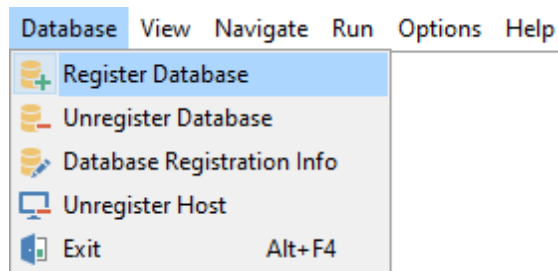 Database View Navigate Run Options Help
Register Database
Unregister Database
Database Registration Info
Unregister Host
Exit Alt+F4